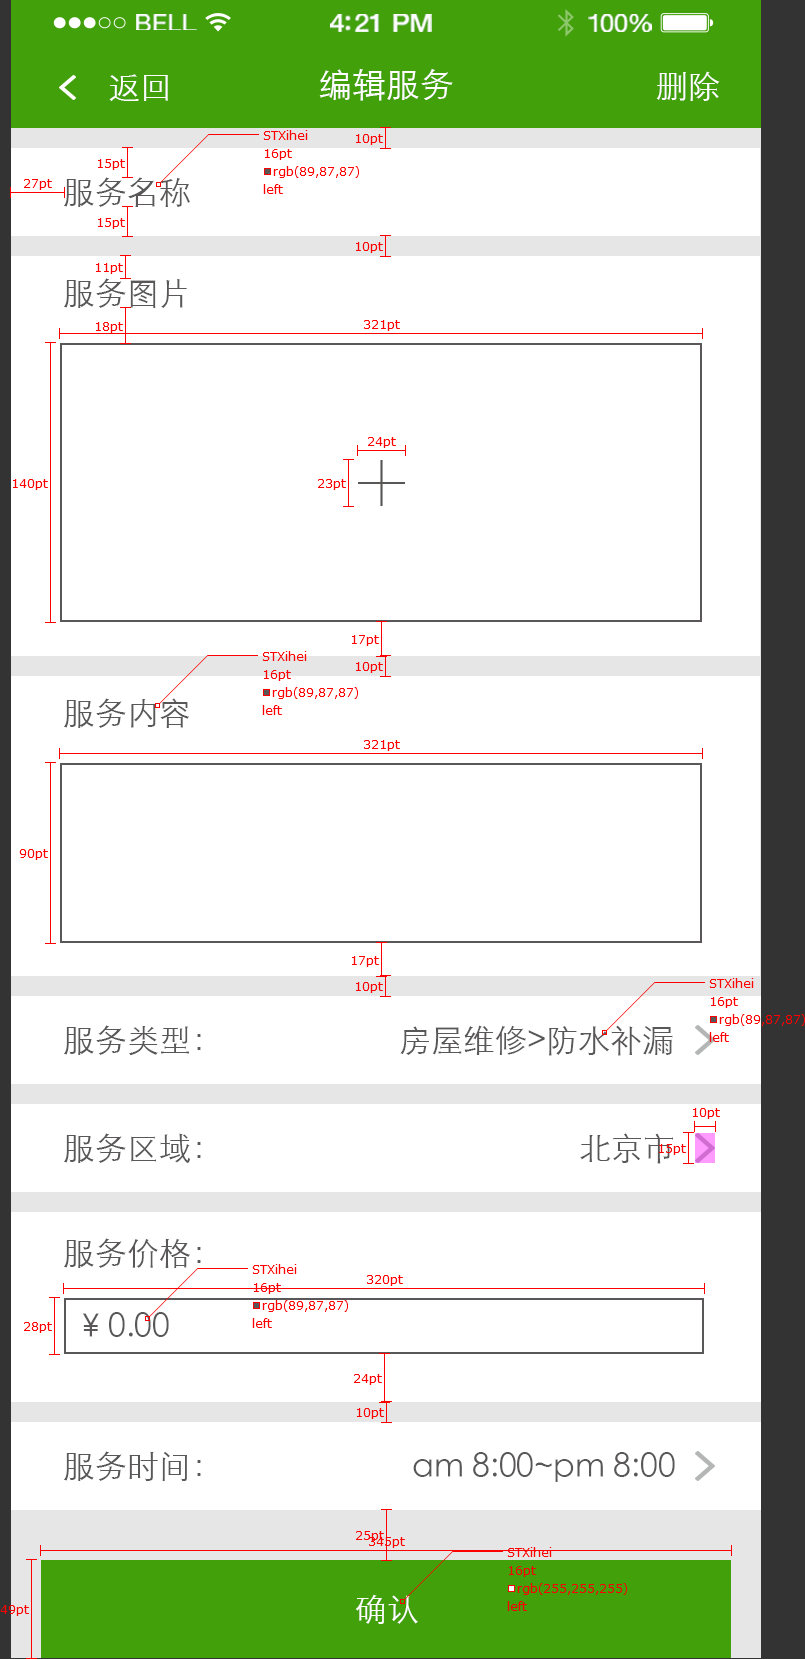 BELL 4:21 PM 100%
返回 编辑服务 删除
STXihei
10pt
16pt
15pt
rgb(89,87,87)
27pt
left
服务名称
15pt
10pt
11pt
服务图片
18pt
321pt
24pt
140pt
23pt
17pt
STXihei
10pt
16pt
rgb(89,87,87)
服务内容
left
321pt
90pt
17pt
STXihei
10pt
16pt
rgb(89,87,87)
left
服务类型:
房屋维修>防水补漏
10pt
服务区域:
北京市
15pt
服务价格:
STXihei
320pt
16pt
rgb(89,87,87)
left
28pt
¥ 0.00
24pt
10pt
服务时间:
am 8:00~pm 8:00
25pt
345pt
STXihei
16pt
rgb(255,255,255)
left
49pt
确认